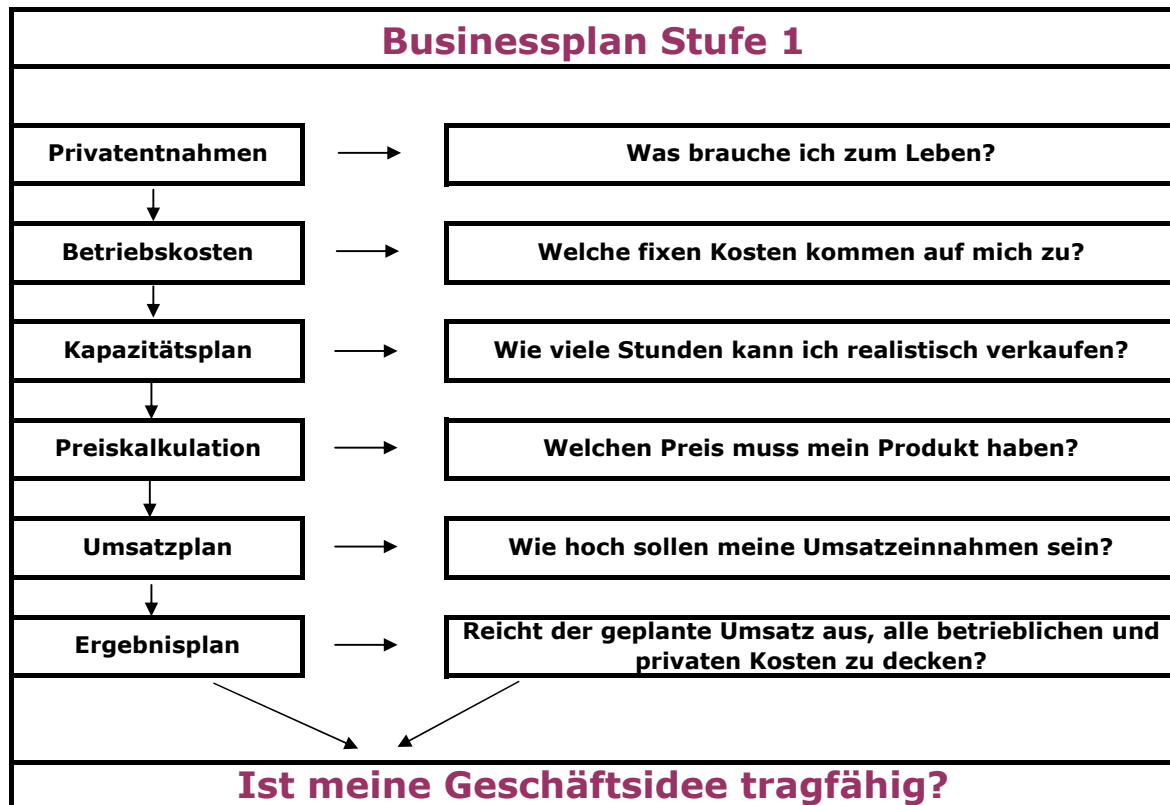 Businessplan Stufe 1
Privatentnahmen
Was brauche ich zum Leben?
Betriebskosten
Welche fixen Kosten kommen auf mich zu?
Kapazitätsplan
Wie viele Stunden kann ich realistisch verkaufen?
Preiskalkulation
Welchen Preis muss mein Produkt haben?
Umsatzplan
Wie hoch sollen meine Umsatzeinnahmen sein?
Ergebnisplan
Reicht der geplante Umsatz aus, alle betrieblichen und
privaten Kosten zu decken?
Ist meine Geschäftsidee tragfähig?